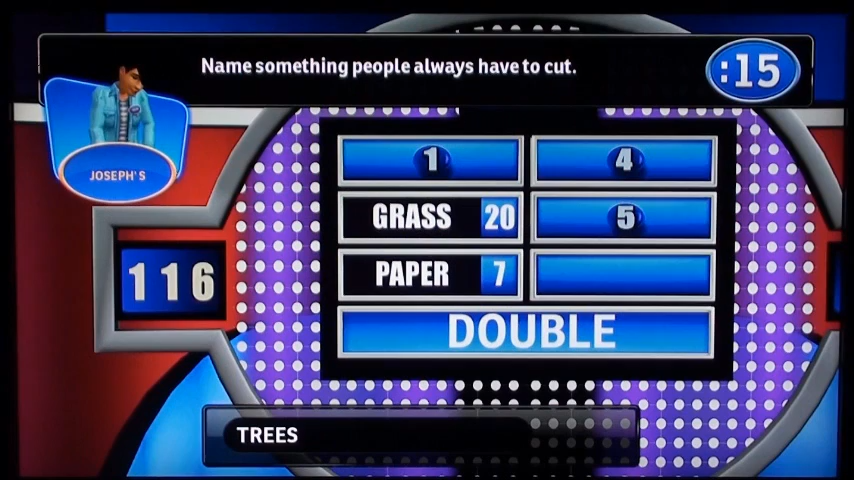 Name something people always have to cut.
:15
JOSEPH'S
1
4
GRASS 20
5
PAPER 7
116
DOUBLE
TREES